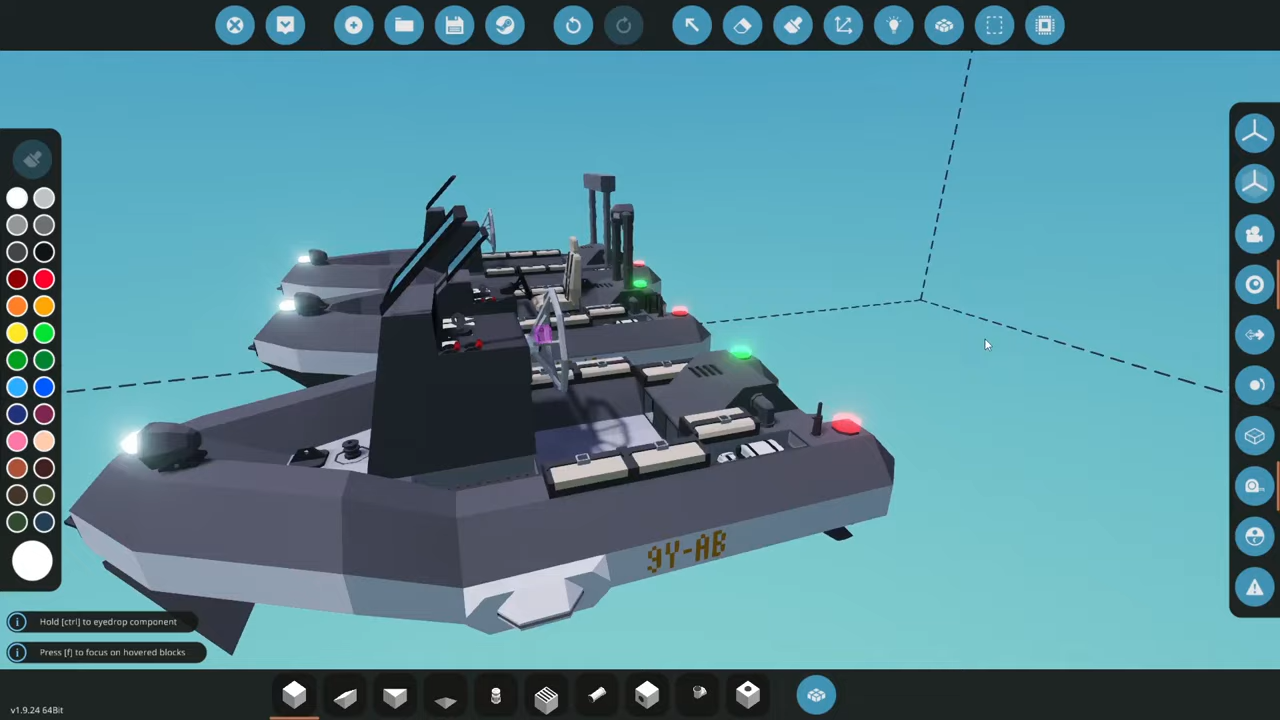 9Y-AB
Hold [ctrl] to eyedrop component
Press [f] to focus on hovered blocks
v1.9.24 64Bit